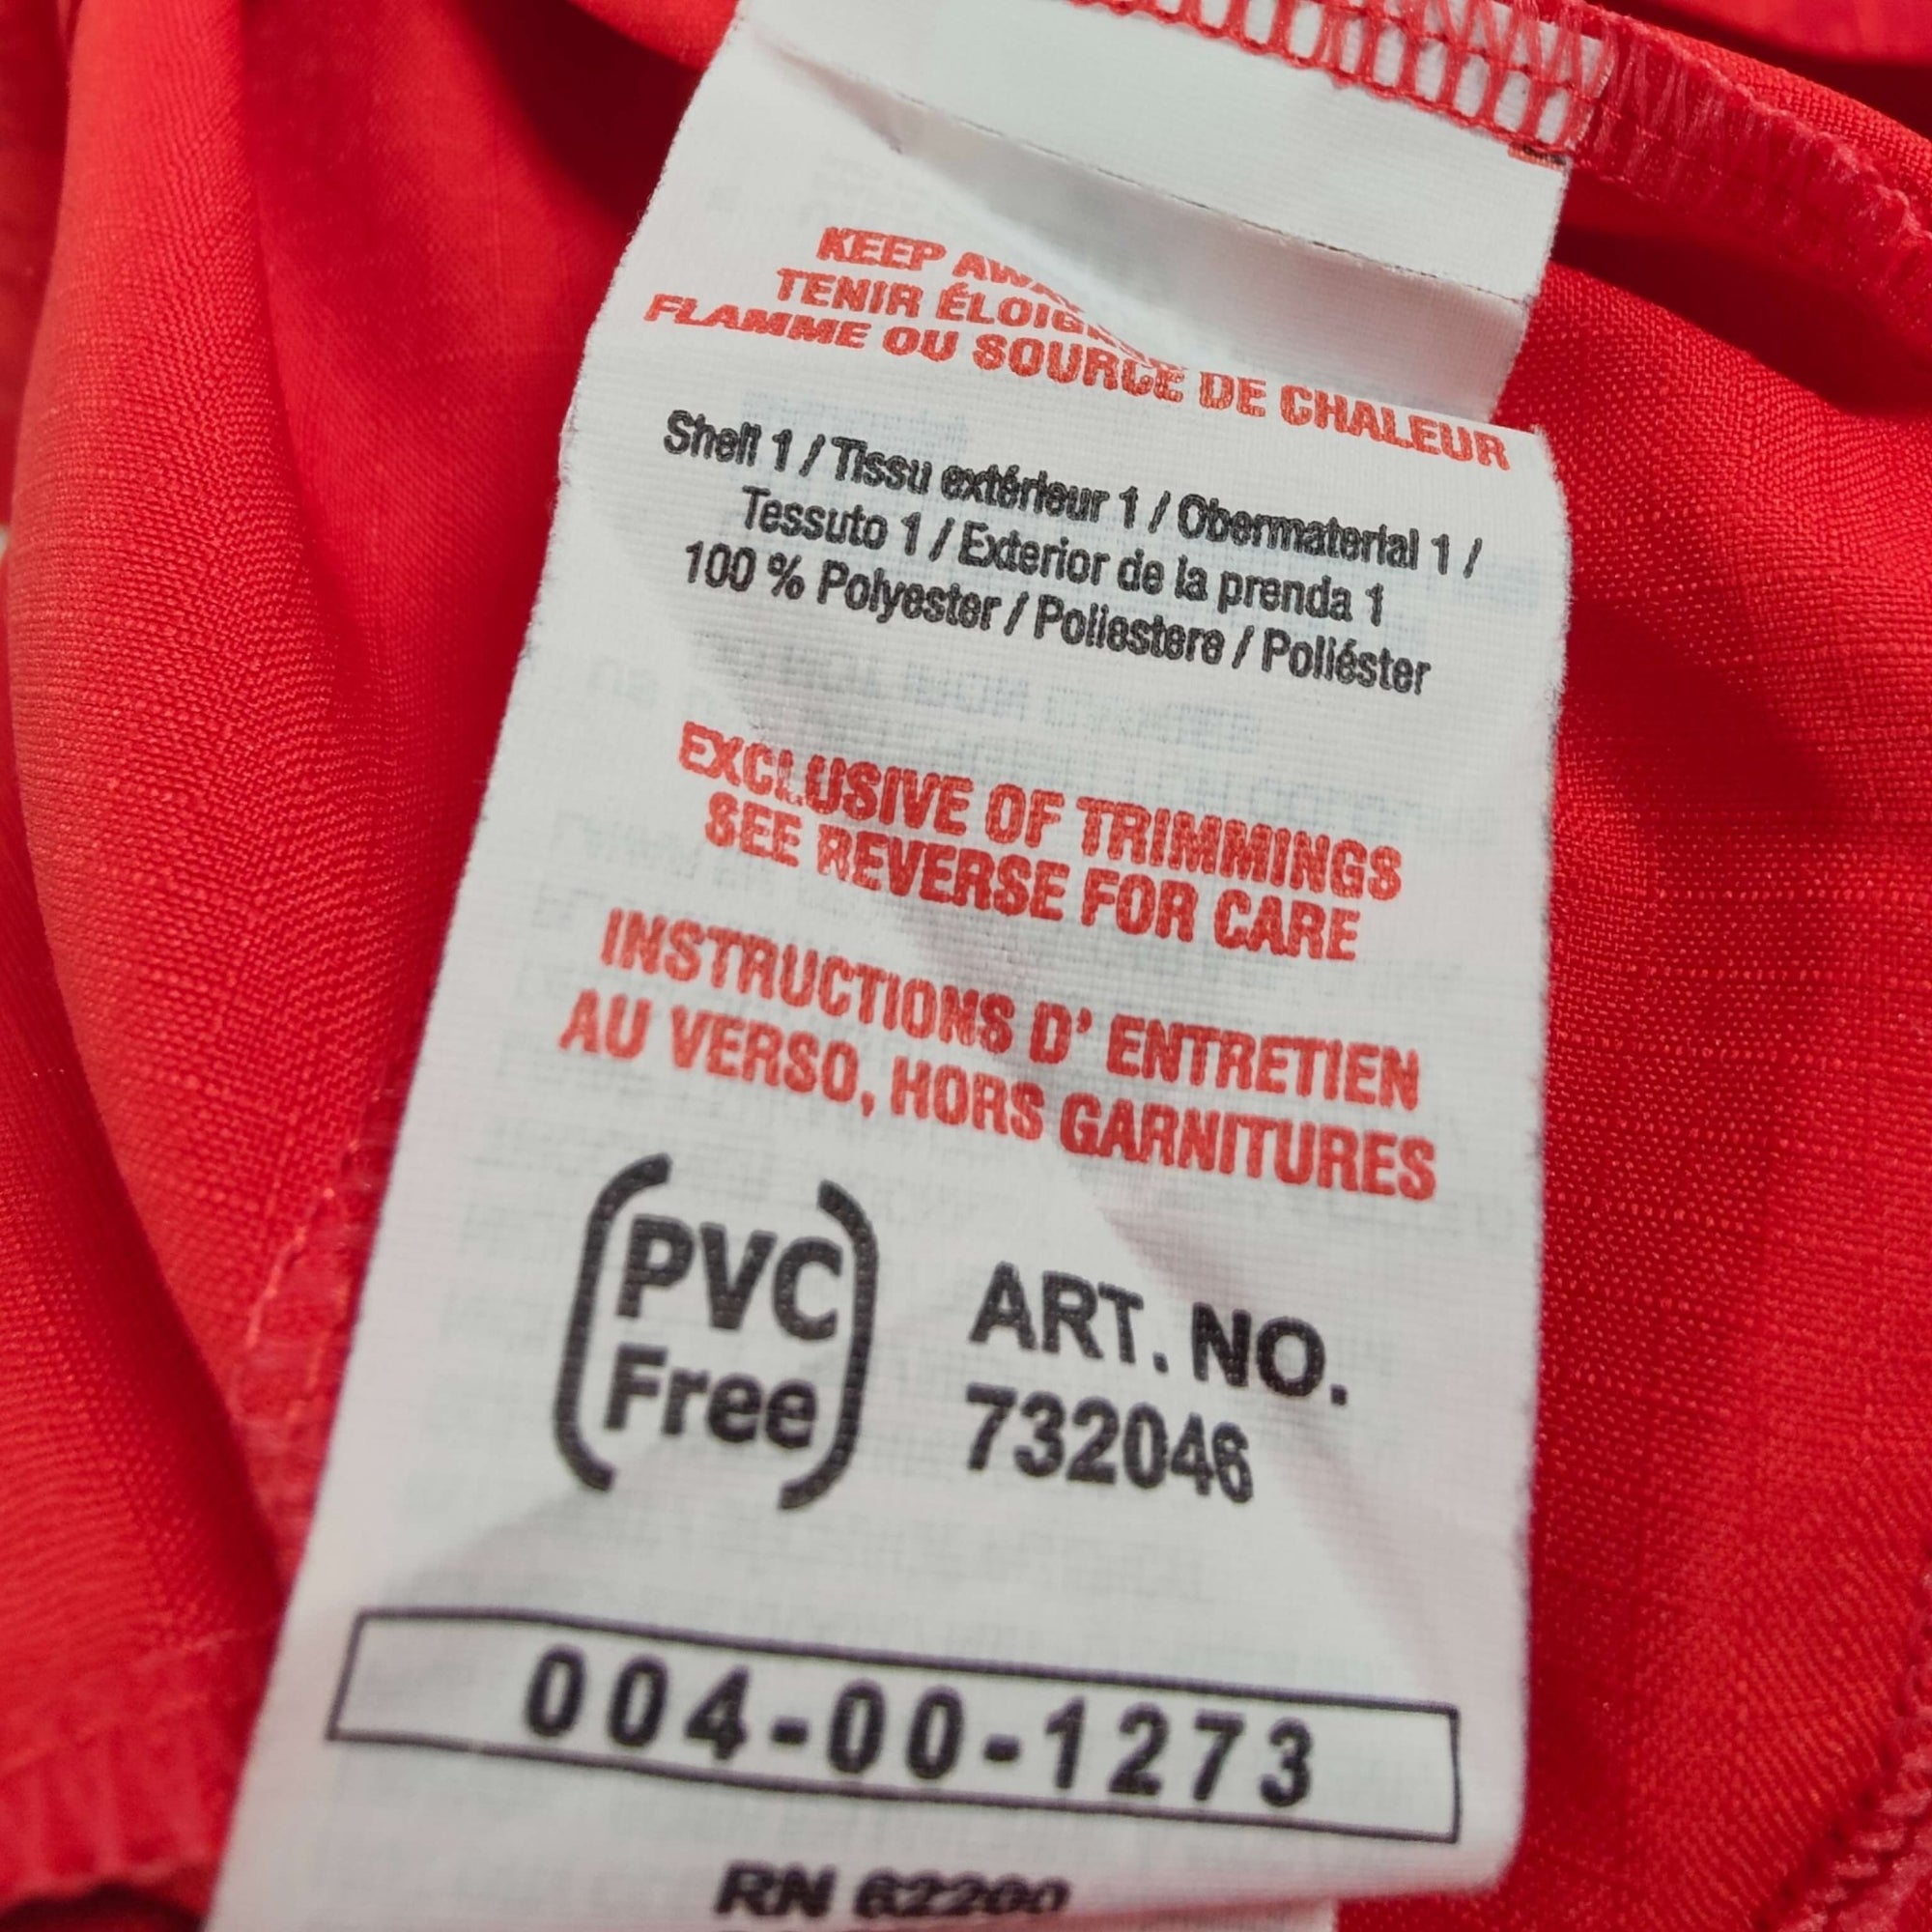 KEEP
TENIR
FLAMME OU SOURCE DE CHALEUR
Shell 1 / Tissu extérieur 1 / Obermaterial 1 /
Tessuto 1 / Exterior de la prenda 1
100 % Polyester / Poliestere / Poliéster
EXCLUSIVE OF TRIMMINGS
SEE REVERSE FOR CARE
INSTRUCTIONS D' ENTRETIEN
AU VERSO, HORS GARNITURES
PVC
Free
ART. NO.
732046
004-00-1273
RN 62200